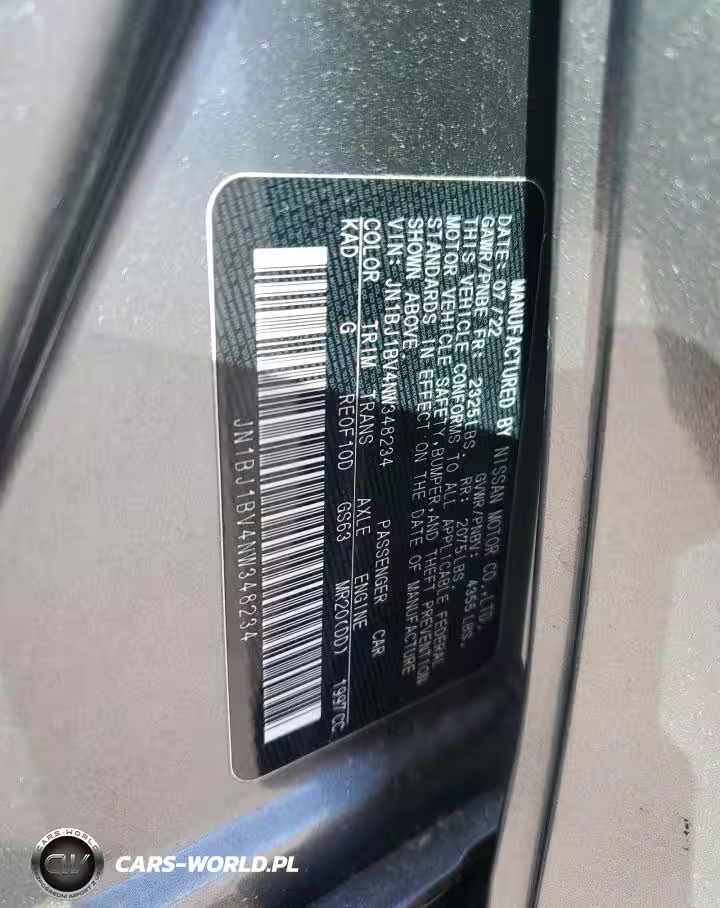 MANUFACTURED BY NISSAN MOTOR CO.,LTD.
DATE: 07/22 GVWR/PNBV: 4355LBS,
GAWR/PNBE FR: 2325LBS, RR: 2075LBS,
THIS VEHICLE CONFORMS TO ALL APPLICABLE FEDERAL
MOTOR VEHICLE SAFETY,BUMPER,AND THEFT PREVENTION
STANDARDS IN EFFECT ON THE DATE OF MANUFACTURE
SHOWN ABOVE.
VIN: JN1BJ1BV4NW348234 PASSENGER CAR
COLOR TRIM TRANS AXLE ENGINE
KAD G RE0F10D GS63 MR20(DD) 1997CC
JN1BJ1BV4NW348234
CARS-WORLD
CW
CARS-WORLD.PL